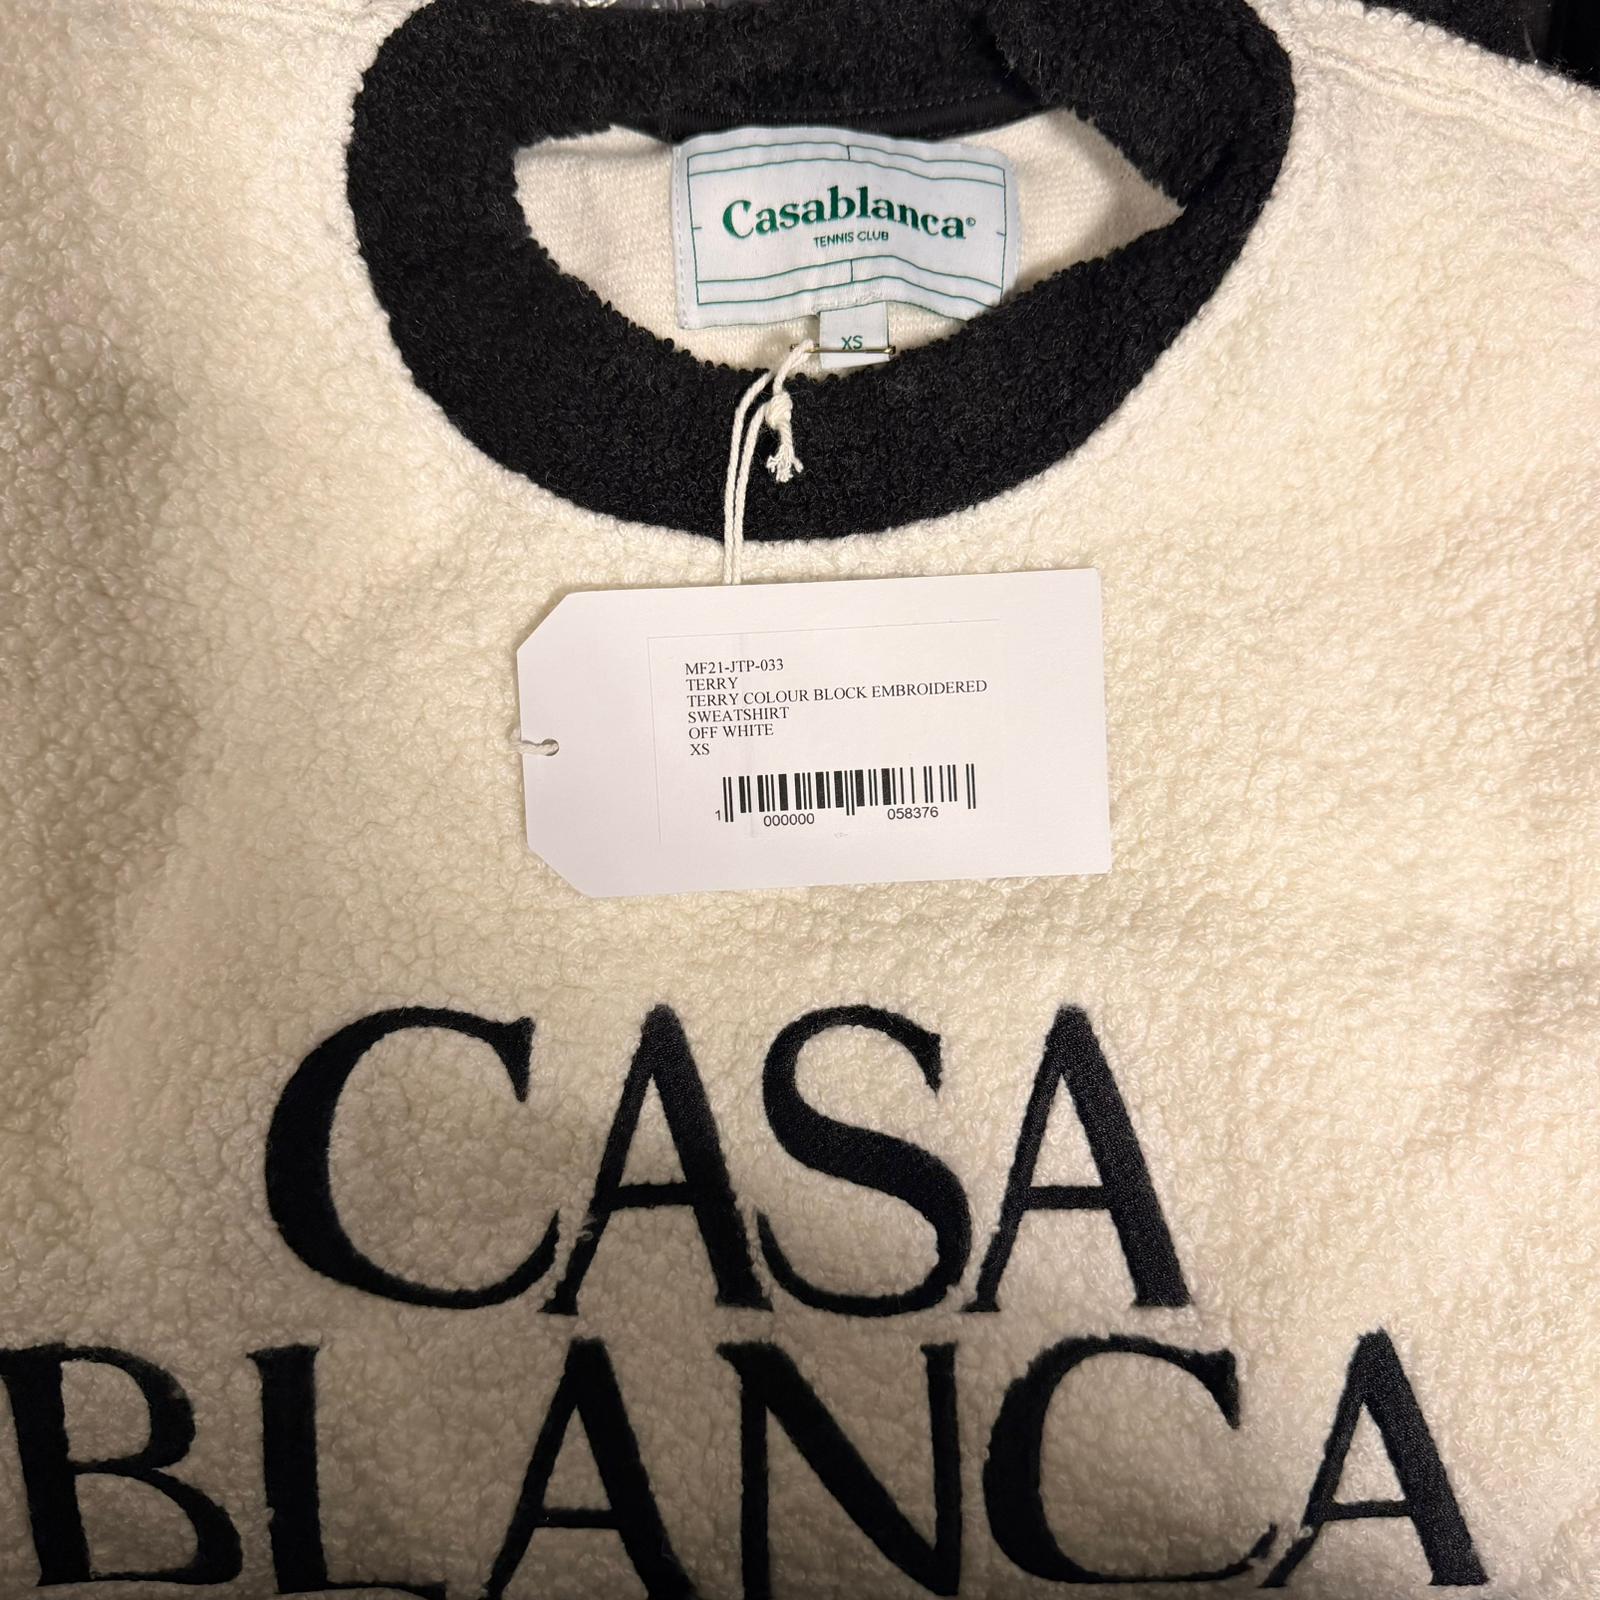 Casablanca®
TENNIS CLUB
XS
MF21-JTP-033
TERRY
TERRY COLOUR BLOCK EMBROIDERED
SWEATSHIRT
OFF WHITE
XS
1 000000 058376
CASA
BLANCA